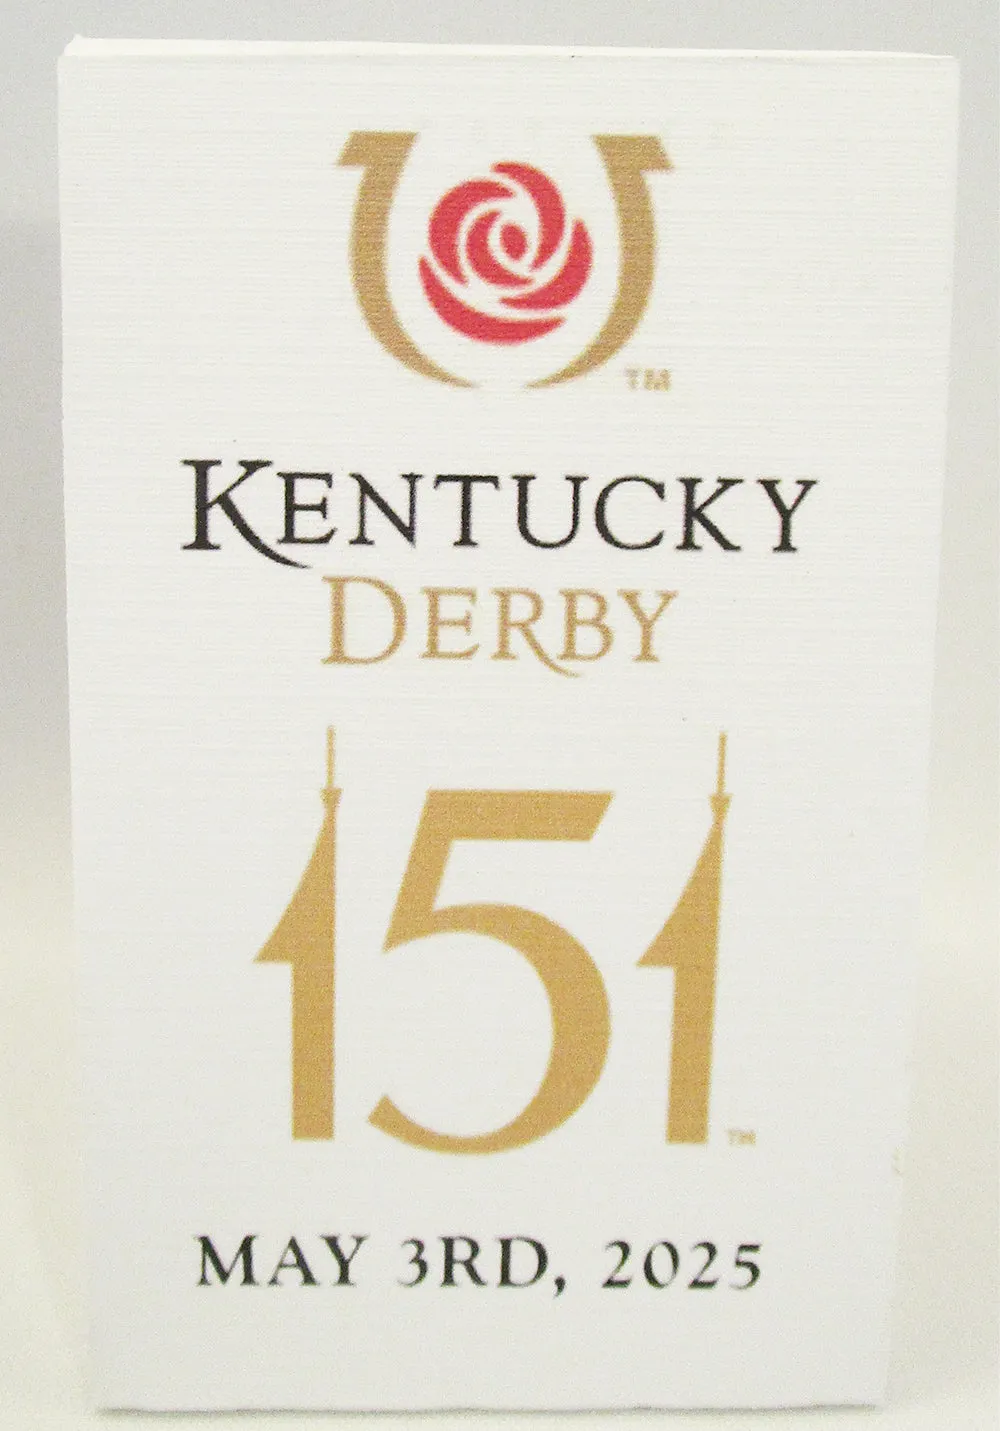 TM
KENTUCKY
DERBY
151
TM
MAY 3RD, 2025